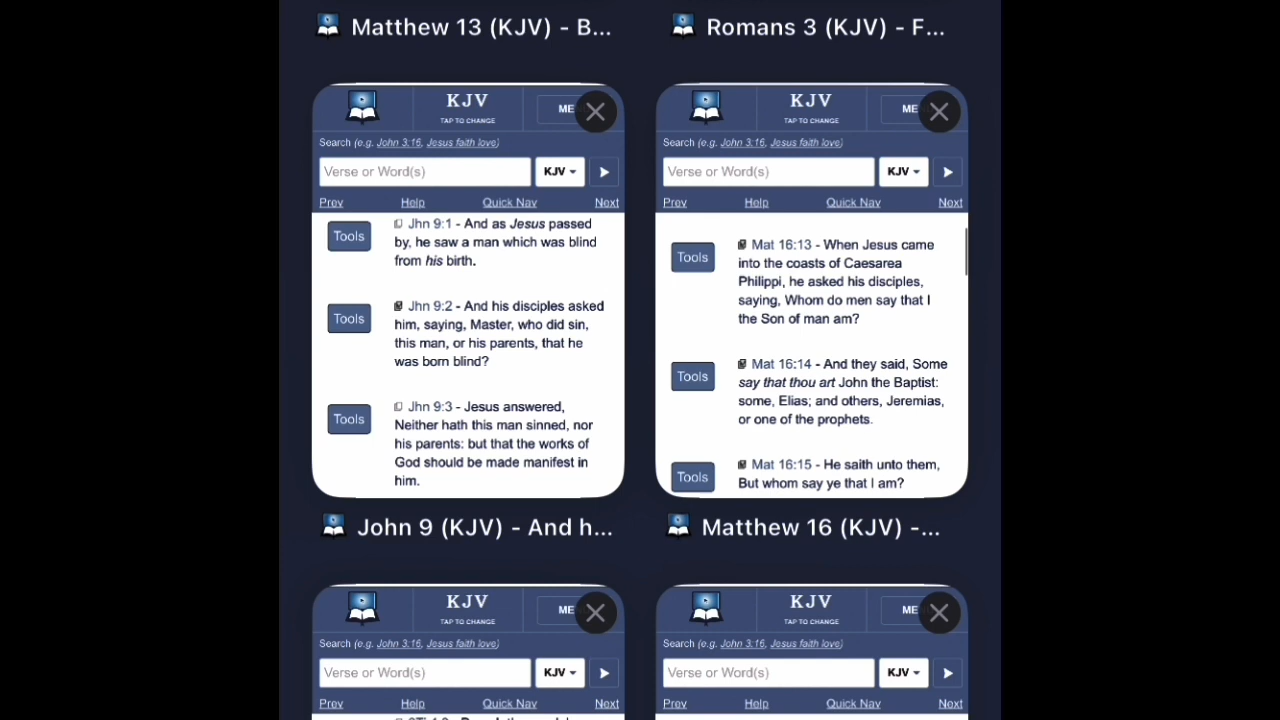 Matthew 13 (KJV) - B...
Romans 3 (KJV) - F...
KJV
TAP TO CHANGE
ME
Search (e.g. John 3:16, Jesus faith love)
Verse or Word(s)
KJV
Prev Help Quick Nav Next
Tools
Jhn 9:1 - And as Jesus passed
by, he saw a man which was blind
from his birth.
Tools
Jhn 9:2 - And his disciples asked
him, saying, Master, who did sin,
this man, or his parents, that he
was born blind?
Tools
Jhn 9:3 - Jesus answered,
Neither hath this man sinned, nor
his parents: but that the works of
God should be made manifest in
him.
John 9 (KJV) - And h...
KJV
TAP TO CHANGE
ME
Search (e.g. John 3:16, Jesus faith love)
Verse or Word(s)
KJV
Prev Help Quick Nav Next
Tools
Mat 16:13 - When Jesus came
into the coasts of Caesarea
Philippi, he asked his disciples,
saying, Whom do men say that I
the Son of man am?
Tools
Mat 16:14 - And they said, Some
say that thou art John the Baptist:
some, Elias; and others, Jeremias,
or one of the prophets.
Tools
Mat 16:15 - He saith unto them,
But whom say ye that I am?
Matthew 16 (KJV) -...
KJV
TAP TO CHANGE
ME
Search (e.g. John 3:16, Jesus faith love)
Verse or Word(s)
KJV
Prev Help Quick Nav Next
KJV
TAP TO CHANGE
ME
Search (e.g. John 3:16, Jesus faith love)
Verse or Word(s)
KJV
Prev Help Quick Nav Next